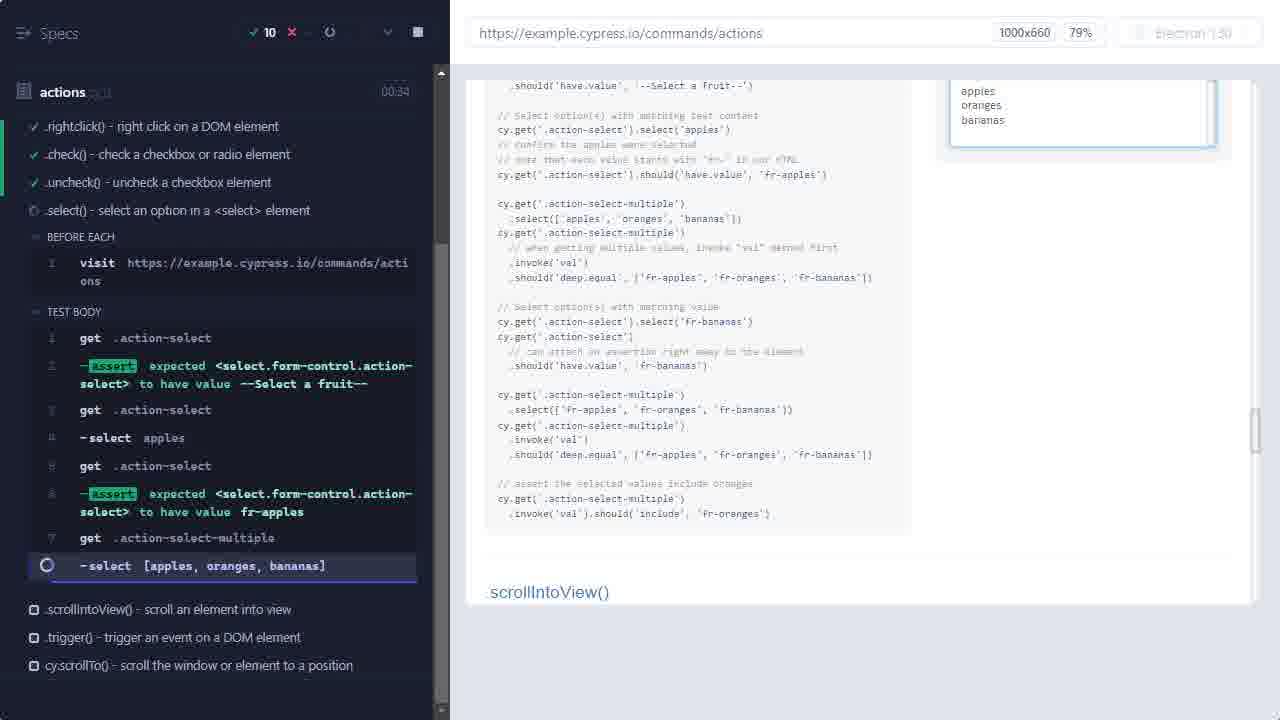 Specs
10
actions
00:34
.rightclick() - right click on a DOM element
.check() - check a checkbox or radio element
.uncheck() - uncheck a checkbox element
.select() - select an option in a <select> element
BEFORE EACH
1 visit https://example.cypress.io/commands/acti
ons
TEST BODY
1 get .action-select
2 -assert expected <select.form-control.action-
select> to have value --Select a fruit--
3 get .action-select
4 -select apples
5 get .action-select
6 -assert expected <select.form-control.action-
select> to have value fr-apples
7 get .action-select-multiple
-select [apples, oranges, bananas]
.scrollIntoView() - scroll an element into view
.trigger() - trigger an event on a DOM element
cy.scrollTo() - scroll the window or element to a position
https://example.cypress.io/commands/actions
1000x660
79%
Electron 130
.should('have.value', '--Select a fruit--')
// Select option(s) with matching text content
cy.get('.action-select').select('apples')
// confirm the apples were selected
// note that each value starts with "fr-" in our HTML
cy.get('.action-select').should('have.value', 'fr-apples')
cy.get('.action-select-multiple')
.select(['apples', 'oranges', 'bananas'])
cy.get('.action-select-multiple')
// when getting multiple values, invoke "val" method first
.invoke('val')
.should('deep.equal', ['fr-apples', 'fr-oranges', 'fr-bananas'])
// Select option(s) with matching value
cy.get('.action-select').select('fr-bananas')
cy.get('.action-select')
// can attach an assertion right away to the element
.should('have.value', 'fr-bananas')
cy.get('.action-select-multiple')
.select(['fr-apples', 'fr-oranges', 'fr-bananas'])
cy.get('.action-select-multiple')
.invoke('val')
.should('deep.equal', ['fr-apples', 'fr-oranges', 'fr-bananas'])
// assert the selected values include oranges
cy.get('.action-select-multiple')
.invoke('val').should('include', 'fr-oranges')
apples
oranges
bananas
.scrollIntoView()